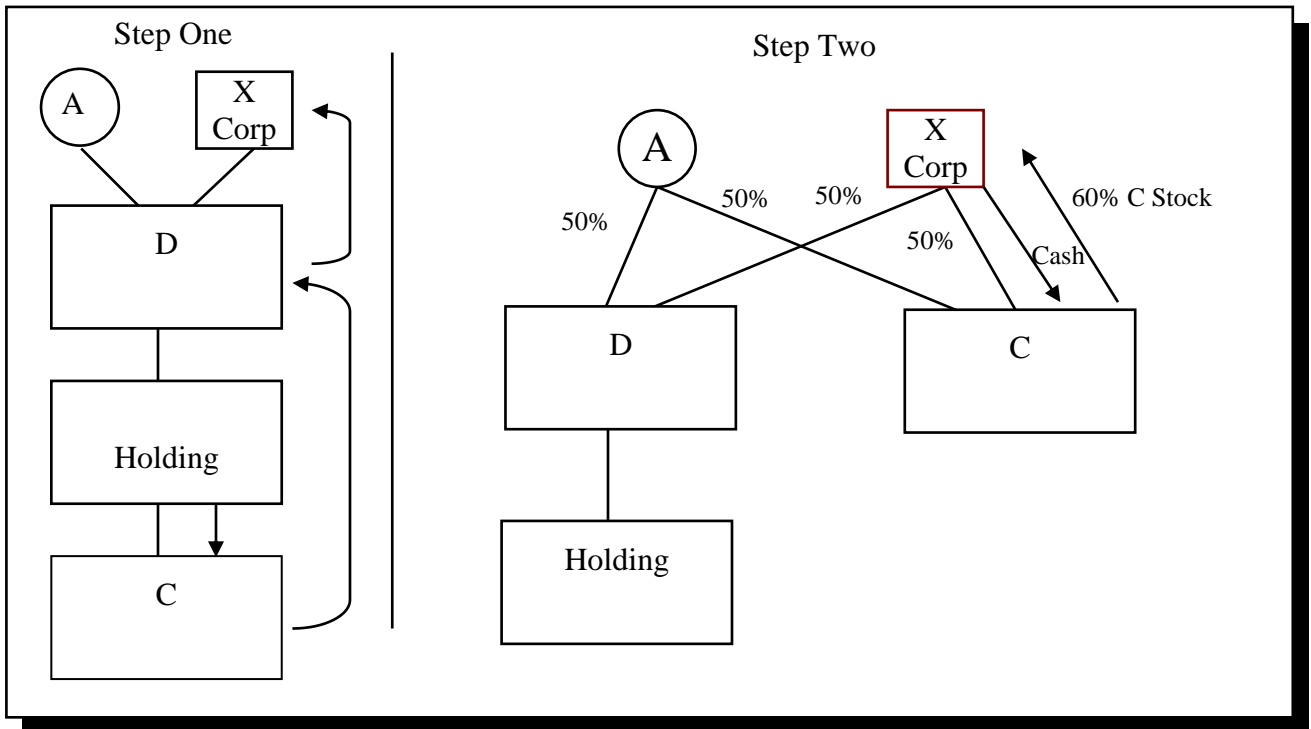 Step One
A
X
Corp
D
Holding
C
Step Two
A
X
Corp
50%
50%
50%
50%
60% C Stock
Cash
D
C
Holding